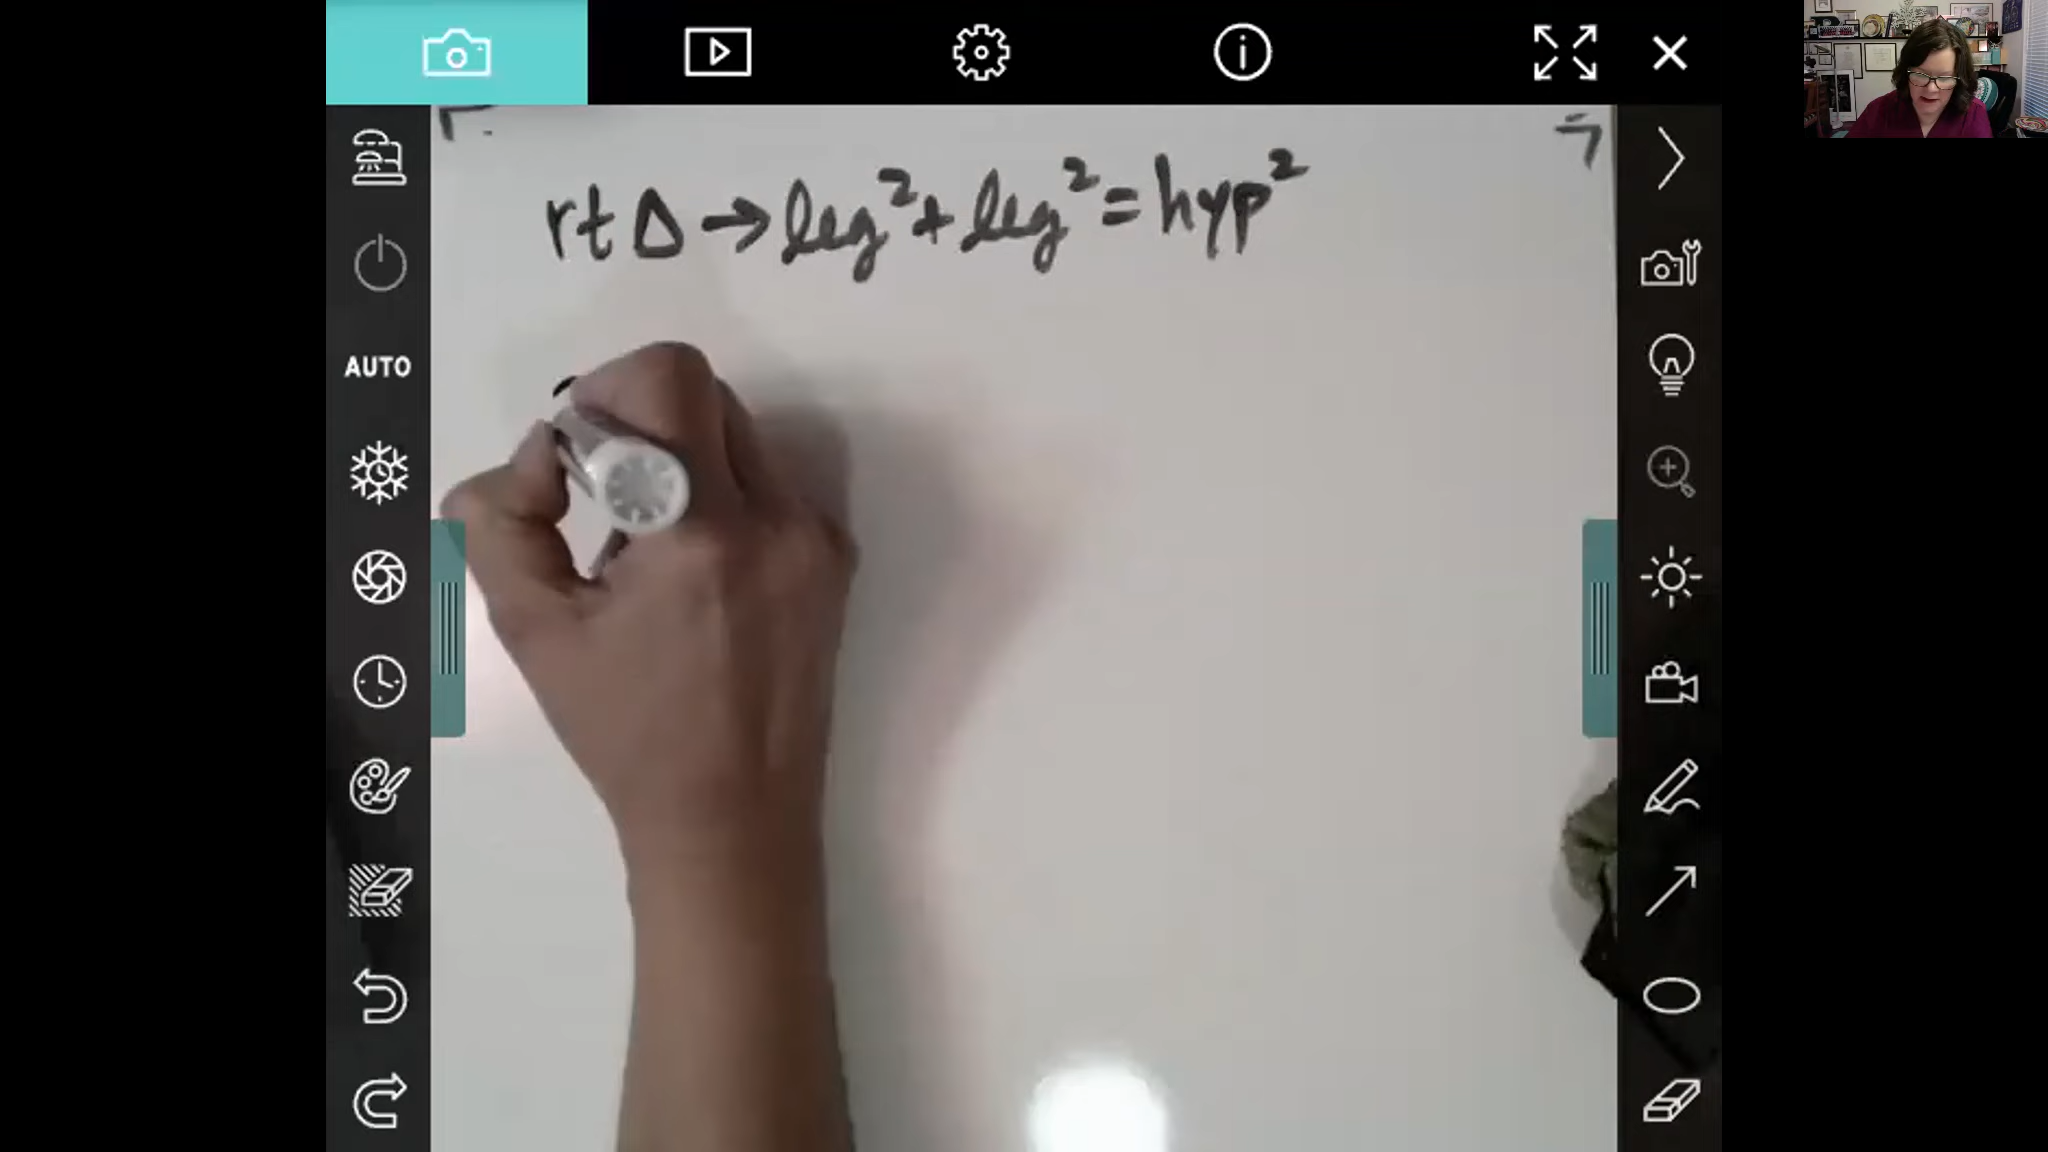 AUTO
rt Δ → leg² + leg² = hyp²